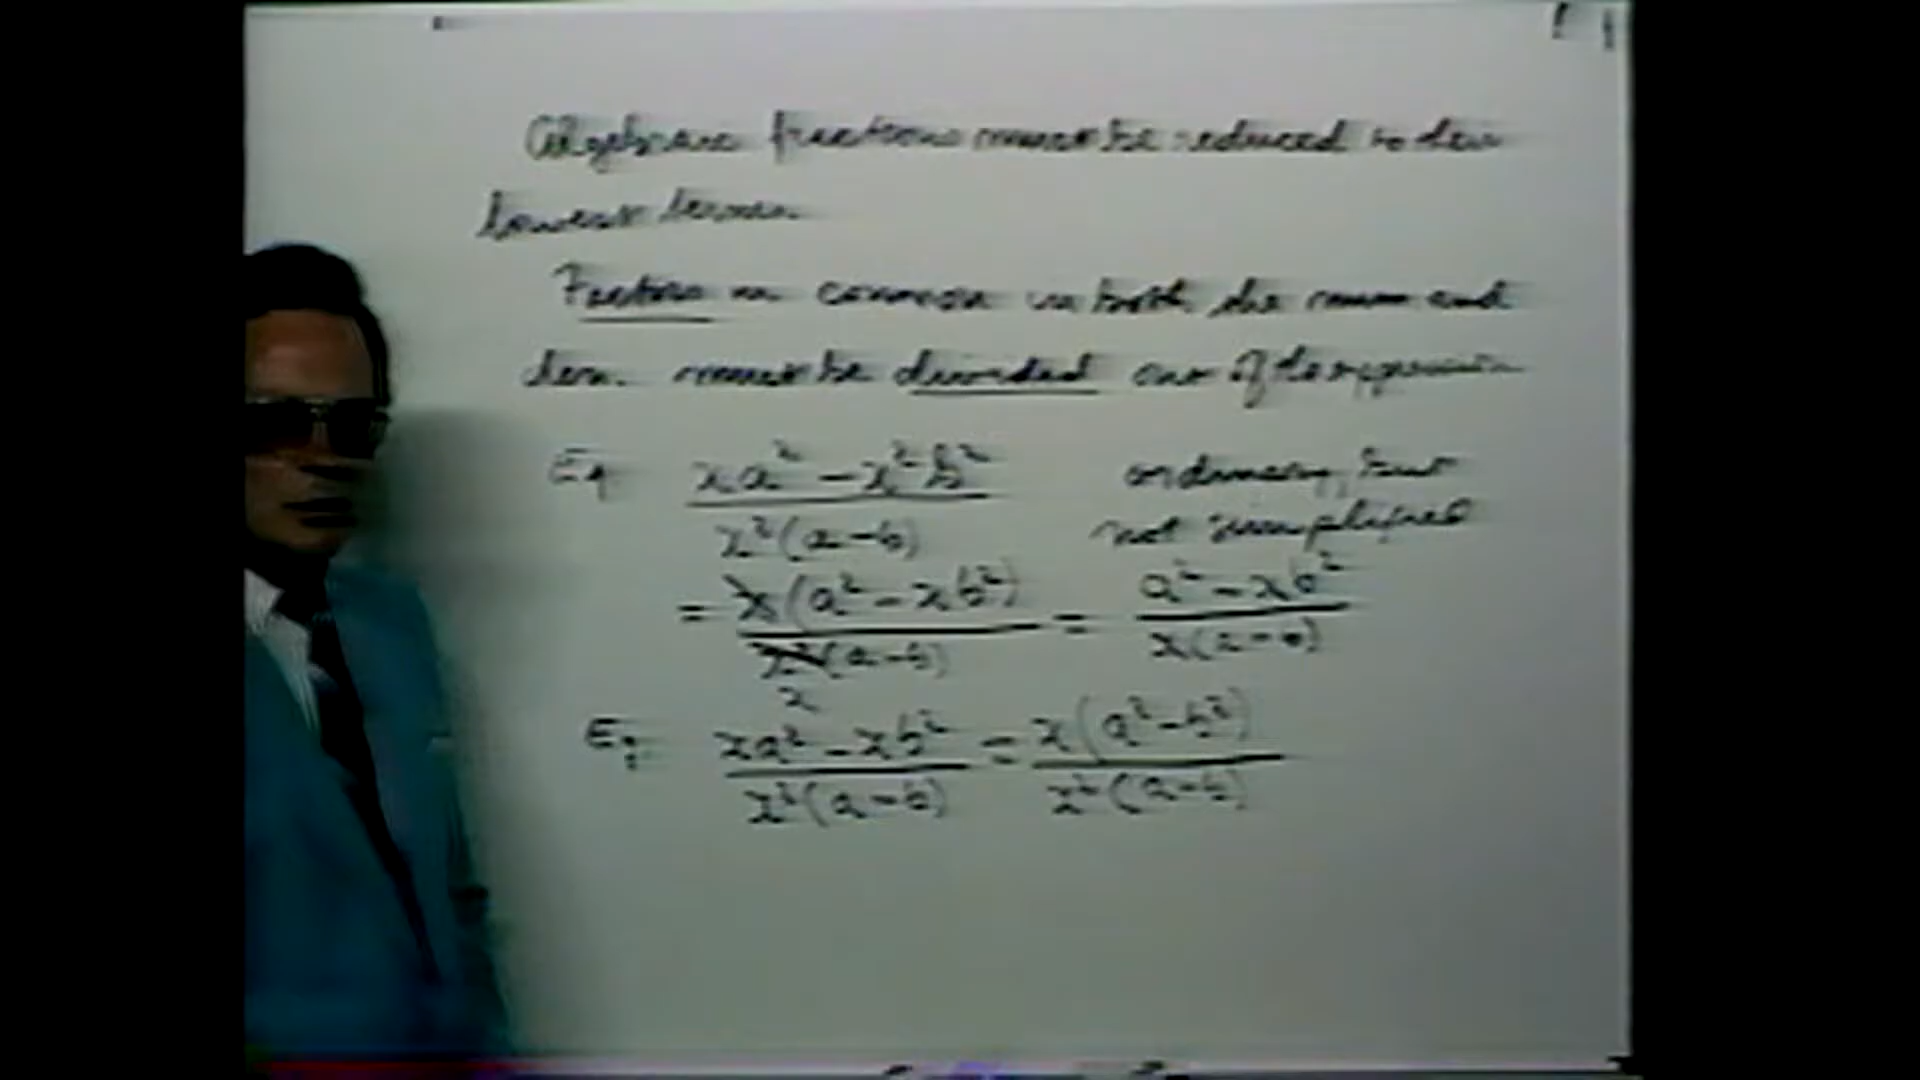 Algebraic fractions must be reduced to their
lowest terms
Factors in common in both the num and
den. must be divided out of the expression
Eg xa² - x²b² ordinary, but
x²(a-b) not simplified
= x(a² - xb²) = a² - xb²
x²(a-b) x(a-b)
x
Eg: xa² - xb² = x(a² - b²)
x²(a-b) x²(a-b)